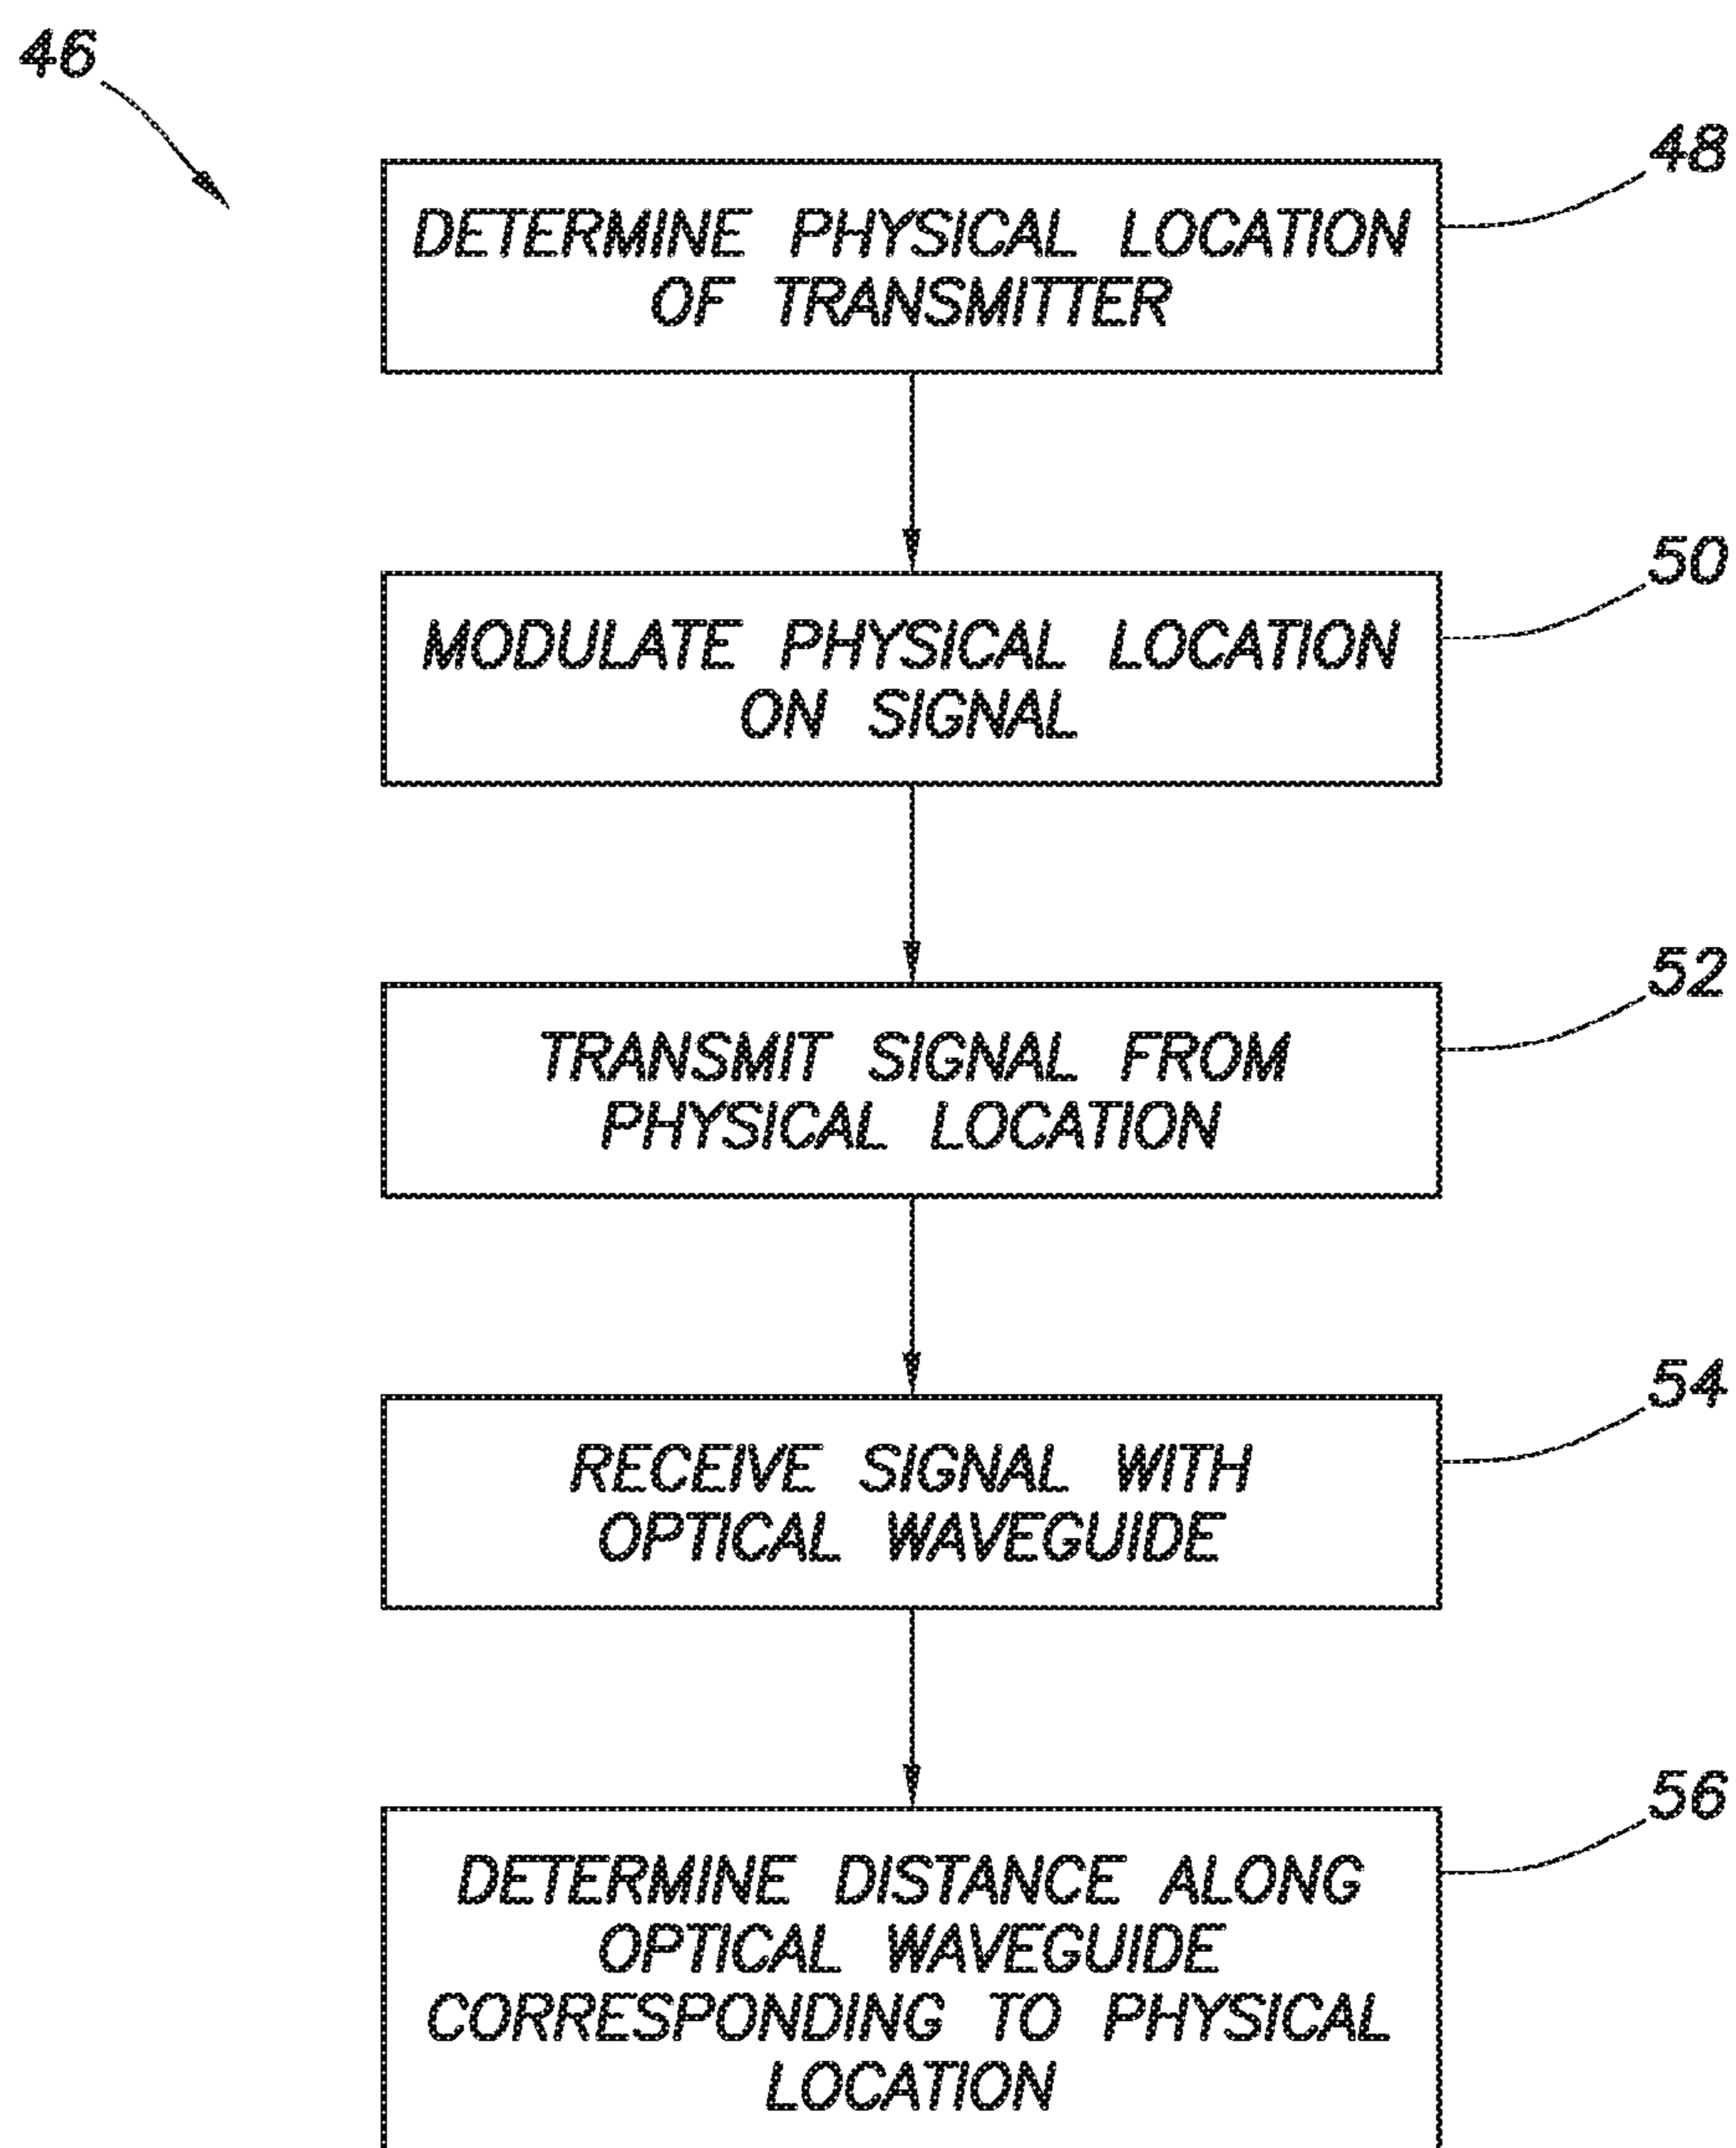 46
48
DETERMINE PHYSICAL LOCATION
OF TRANSMITTER
50
MODULATE PHYSICAL LOCATION
ON SIGNAL
52
TRANSMIT SIGNAL FROM
PHYSICAL LOCATION
54
RECEIVE SIGNAL WITH
OPTICAL WAVEGUIDE
56
DETERMINE DISTANCE ALONG
OPTICAL WAVEGUIDE
CORRESPONDING TO PHYSICAL
LOCATION